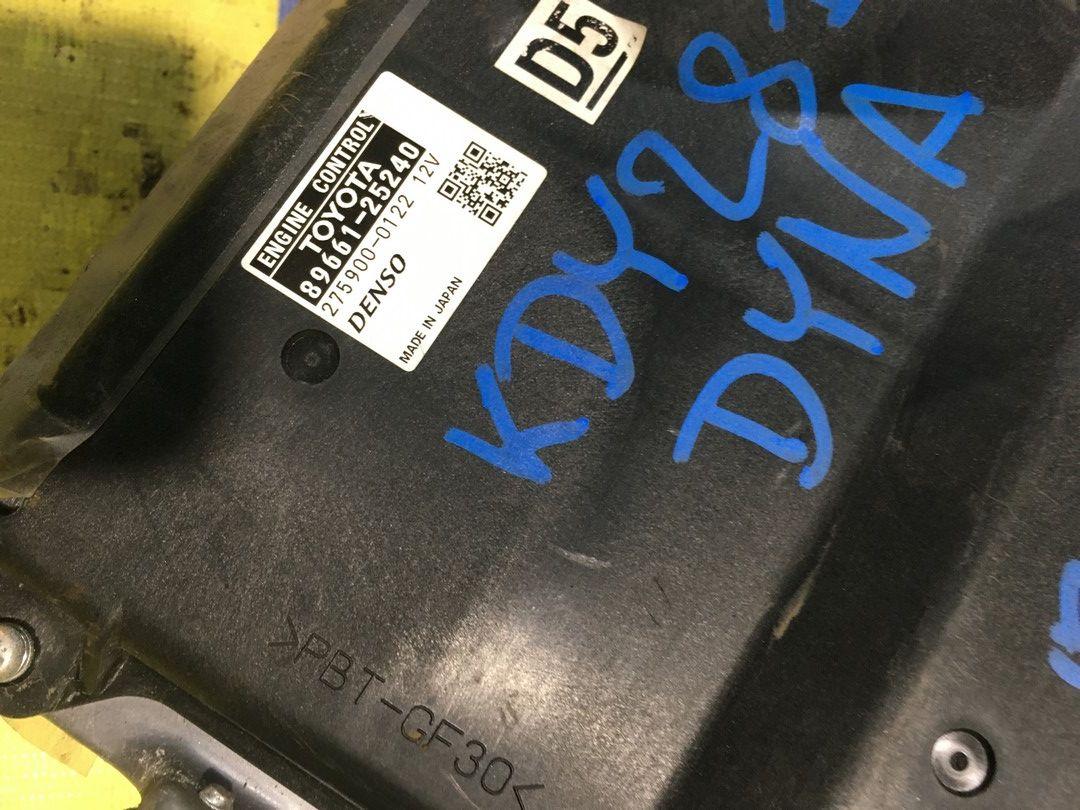 D5
ENGINE CONTROL
TOYOTA
89661-25240
275900-0122 12V
DENSO
MADE IN JAPAN
KDY28
DYNA
>PBT-GF30<